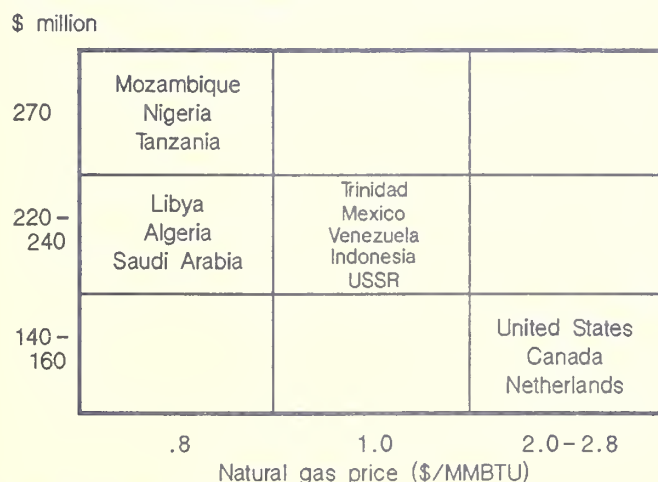 $ million
270
Mozambique
Nigeria
Tanzania
220-
240
Libya
Algeria
Saudi Arabia
Trinidad
Mexico
Venezuela
Indonesia
USSR
140-
160
United States
Canada
Netherlands
.8
1.0
2.0-2.8
Natural gas price ($/MMBTU)